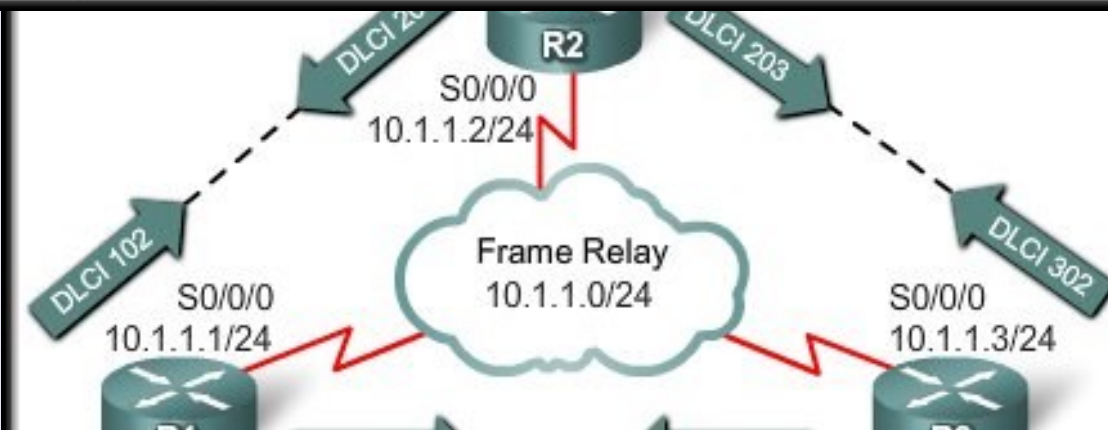 DLCI
R2
DLCI 203
S0/0/0
10.1.1.2/24
DLCI 102
Frame Relay
10.1.1.0/24
DLCI 302
S0/0/0
10.1.1.1/24
S0/0/0
10.1.1.3/24